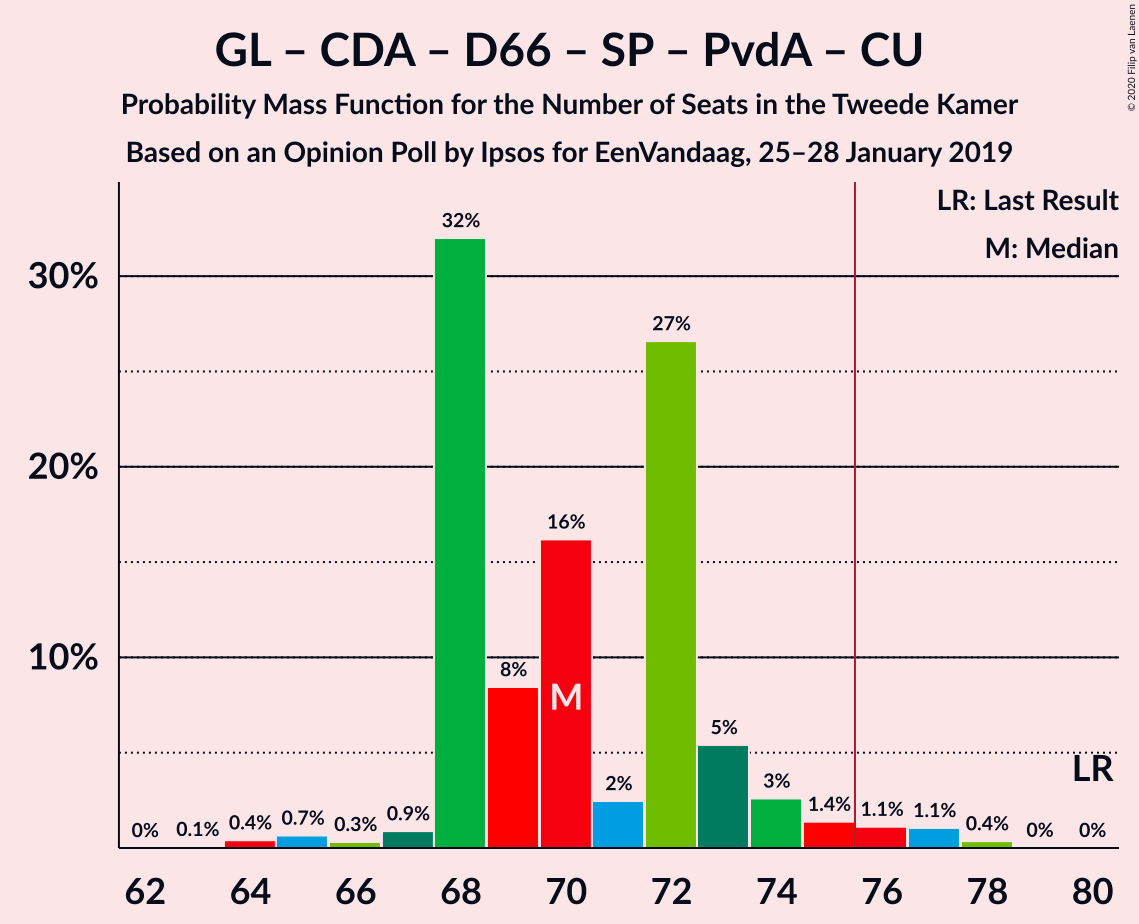 GL – CDA – D66 – SP – PvdA – CU
Probability Mass Function for the Number of Seats in the Tweede Kamer
Based on an Opinion Poll by Ipsos for EenVandaag, 25–28 January 2019
© 2020 Filip van Laenen
LR: Last Result
M: Median
30%
20%
10%
0%
0.1%
0.4%
0.7%
0.3%
0.9%
32%
8%
16%
2%
27%
5%
3%
1.4%
1.1%
1.1%
0.4%
0%
0%
M
LR
62 64 66 68 70 72 74 76 78 80